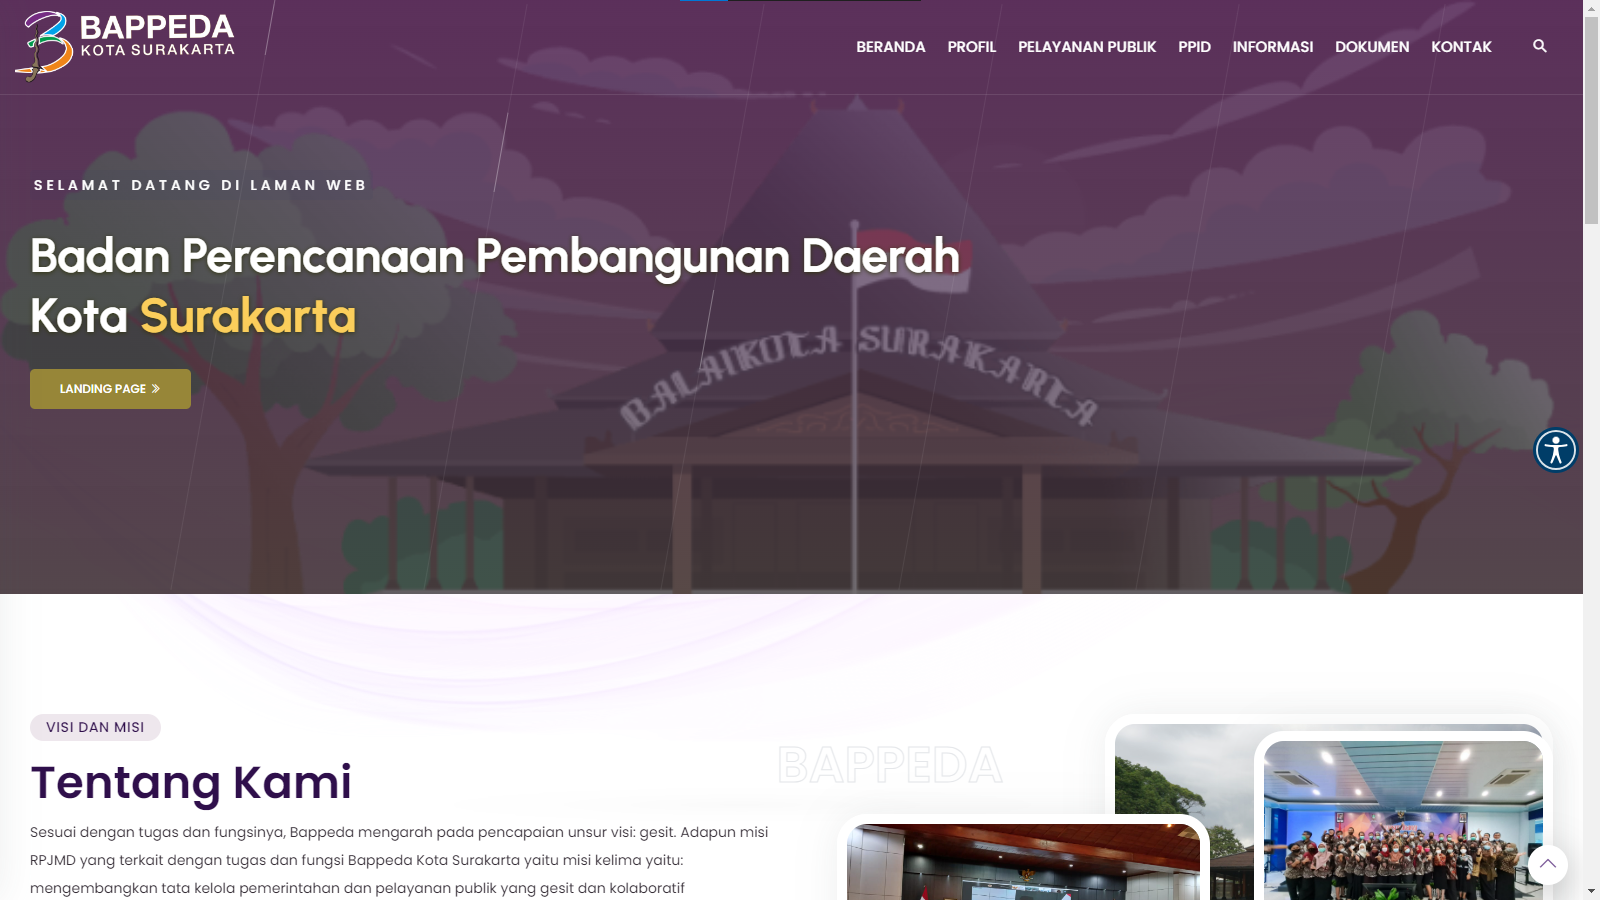 BAPPEDA
KOTA SURAKARTA
BERANDA PROFIL PELAYANAN PUBLIK PPID INFORMASI DOKUMEN KONTAK
SELAMAT DATANG DI LAMAN WEB
Badan Perencanaan Pembangunan Daerah
Kota Surakarta
BALAIKOTA SURAKARTA
LANDING PAGE
VISI DAN MISI
BAPPEDA
Tentang Kami
Sesuai dengan tugas dan fungsinya, Bappeda mengarah pada pencapaian unsur visi: gesit. Adapun misi
RPJMD yang terkait dengan tugas dan fungsi Bappeda Kota Surakarta yaitu misi kelima yaitu:
mengembangkan tata kelola pemerintahan dan pelayanan publik yang gesit dan kolaboratif